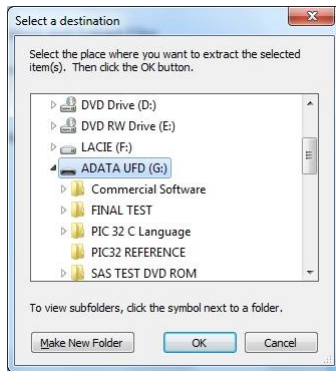 Select a destination
Select the place where you want to extract the selected
item(s). Then click the OK button.
DVD Drive (D:)
DVD RW Drive (E:)
LACIE (F:)
ADATA UFD (G:)
Commercial Software
FINAL TEST
PIC 32 C Language
PIC32 REFERENCE
SAS TEST DVD ROM
To view subfolders, click the symbol next to a folder.
Make New Folder OK Cancel